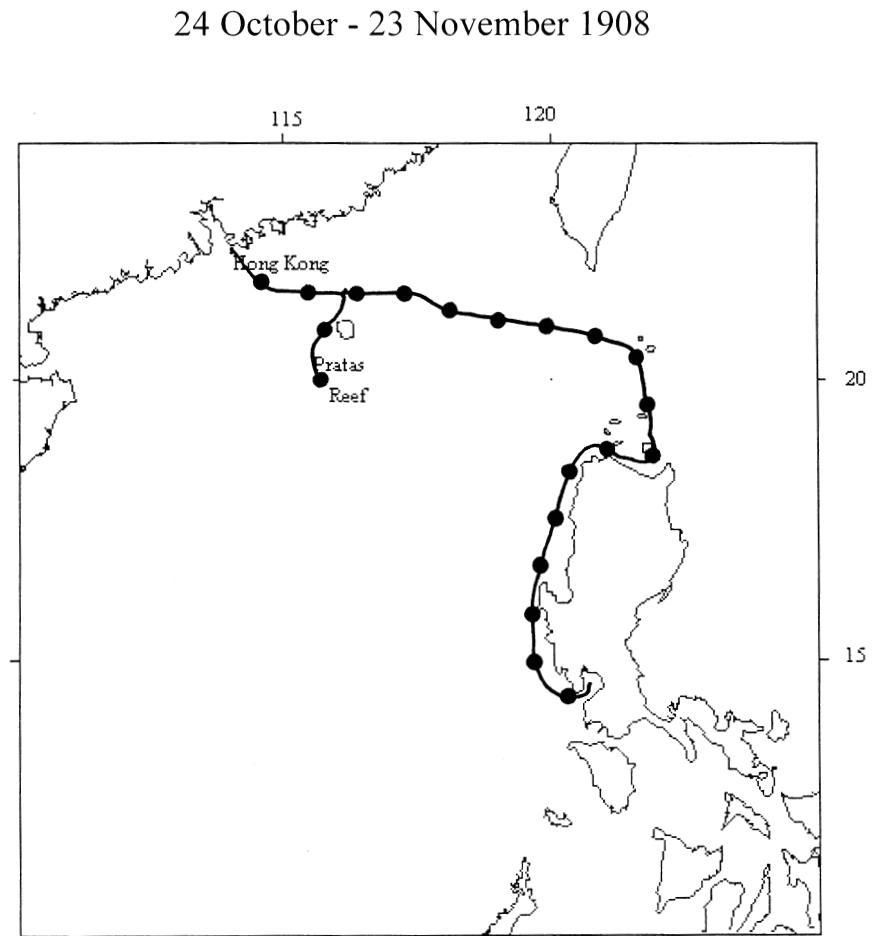 24 October - 23 November 1908
115
120
Hong Kong
Pratas
Reef
20
15